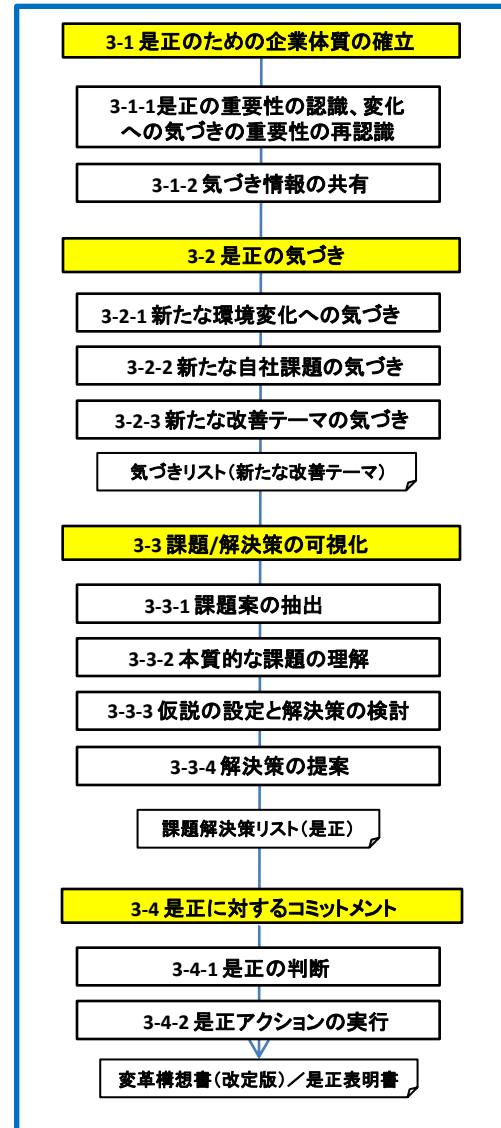 3-1 是正のための企業体質の確立
3-1-1是正の重要性の認識、変化
への気づきの重要性の再認識
3-1-2 気づき情報の共有
3-2 是正の気づき
3-2-1 新たな環境変化への気づき
3-2-2 新たな自社課題の気づき
3-2-3 新たな改善テーマの気づき
気づきリスト(新たな改善テーマ)
3-3 課題/解決策の可視化
3-3-1 課題案の抽出
3-3-2 本質的な課題の理解
3-3-3 仮説の設定と解決策の検討
3-3-4 解決策の提案
課題解決策リスト(是正)
3-4 是正に対するコミットメント
3-4-1 是正の判断
3-4-2 是正アクションの実行
変革構想書(改定版)/是正表明書